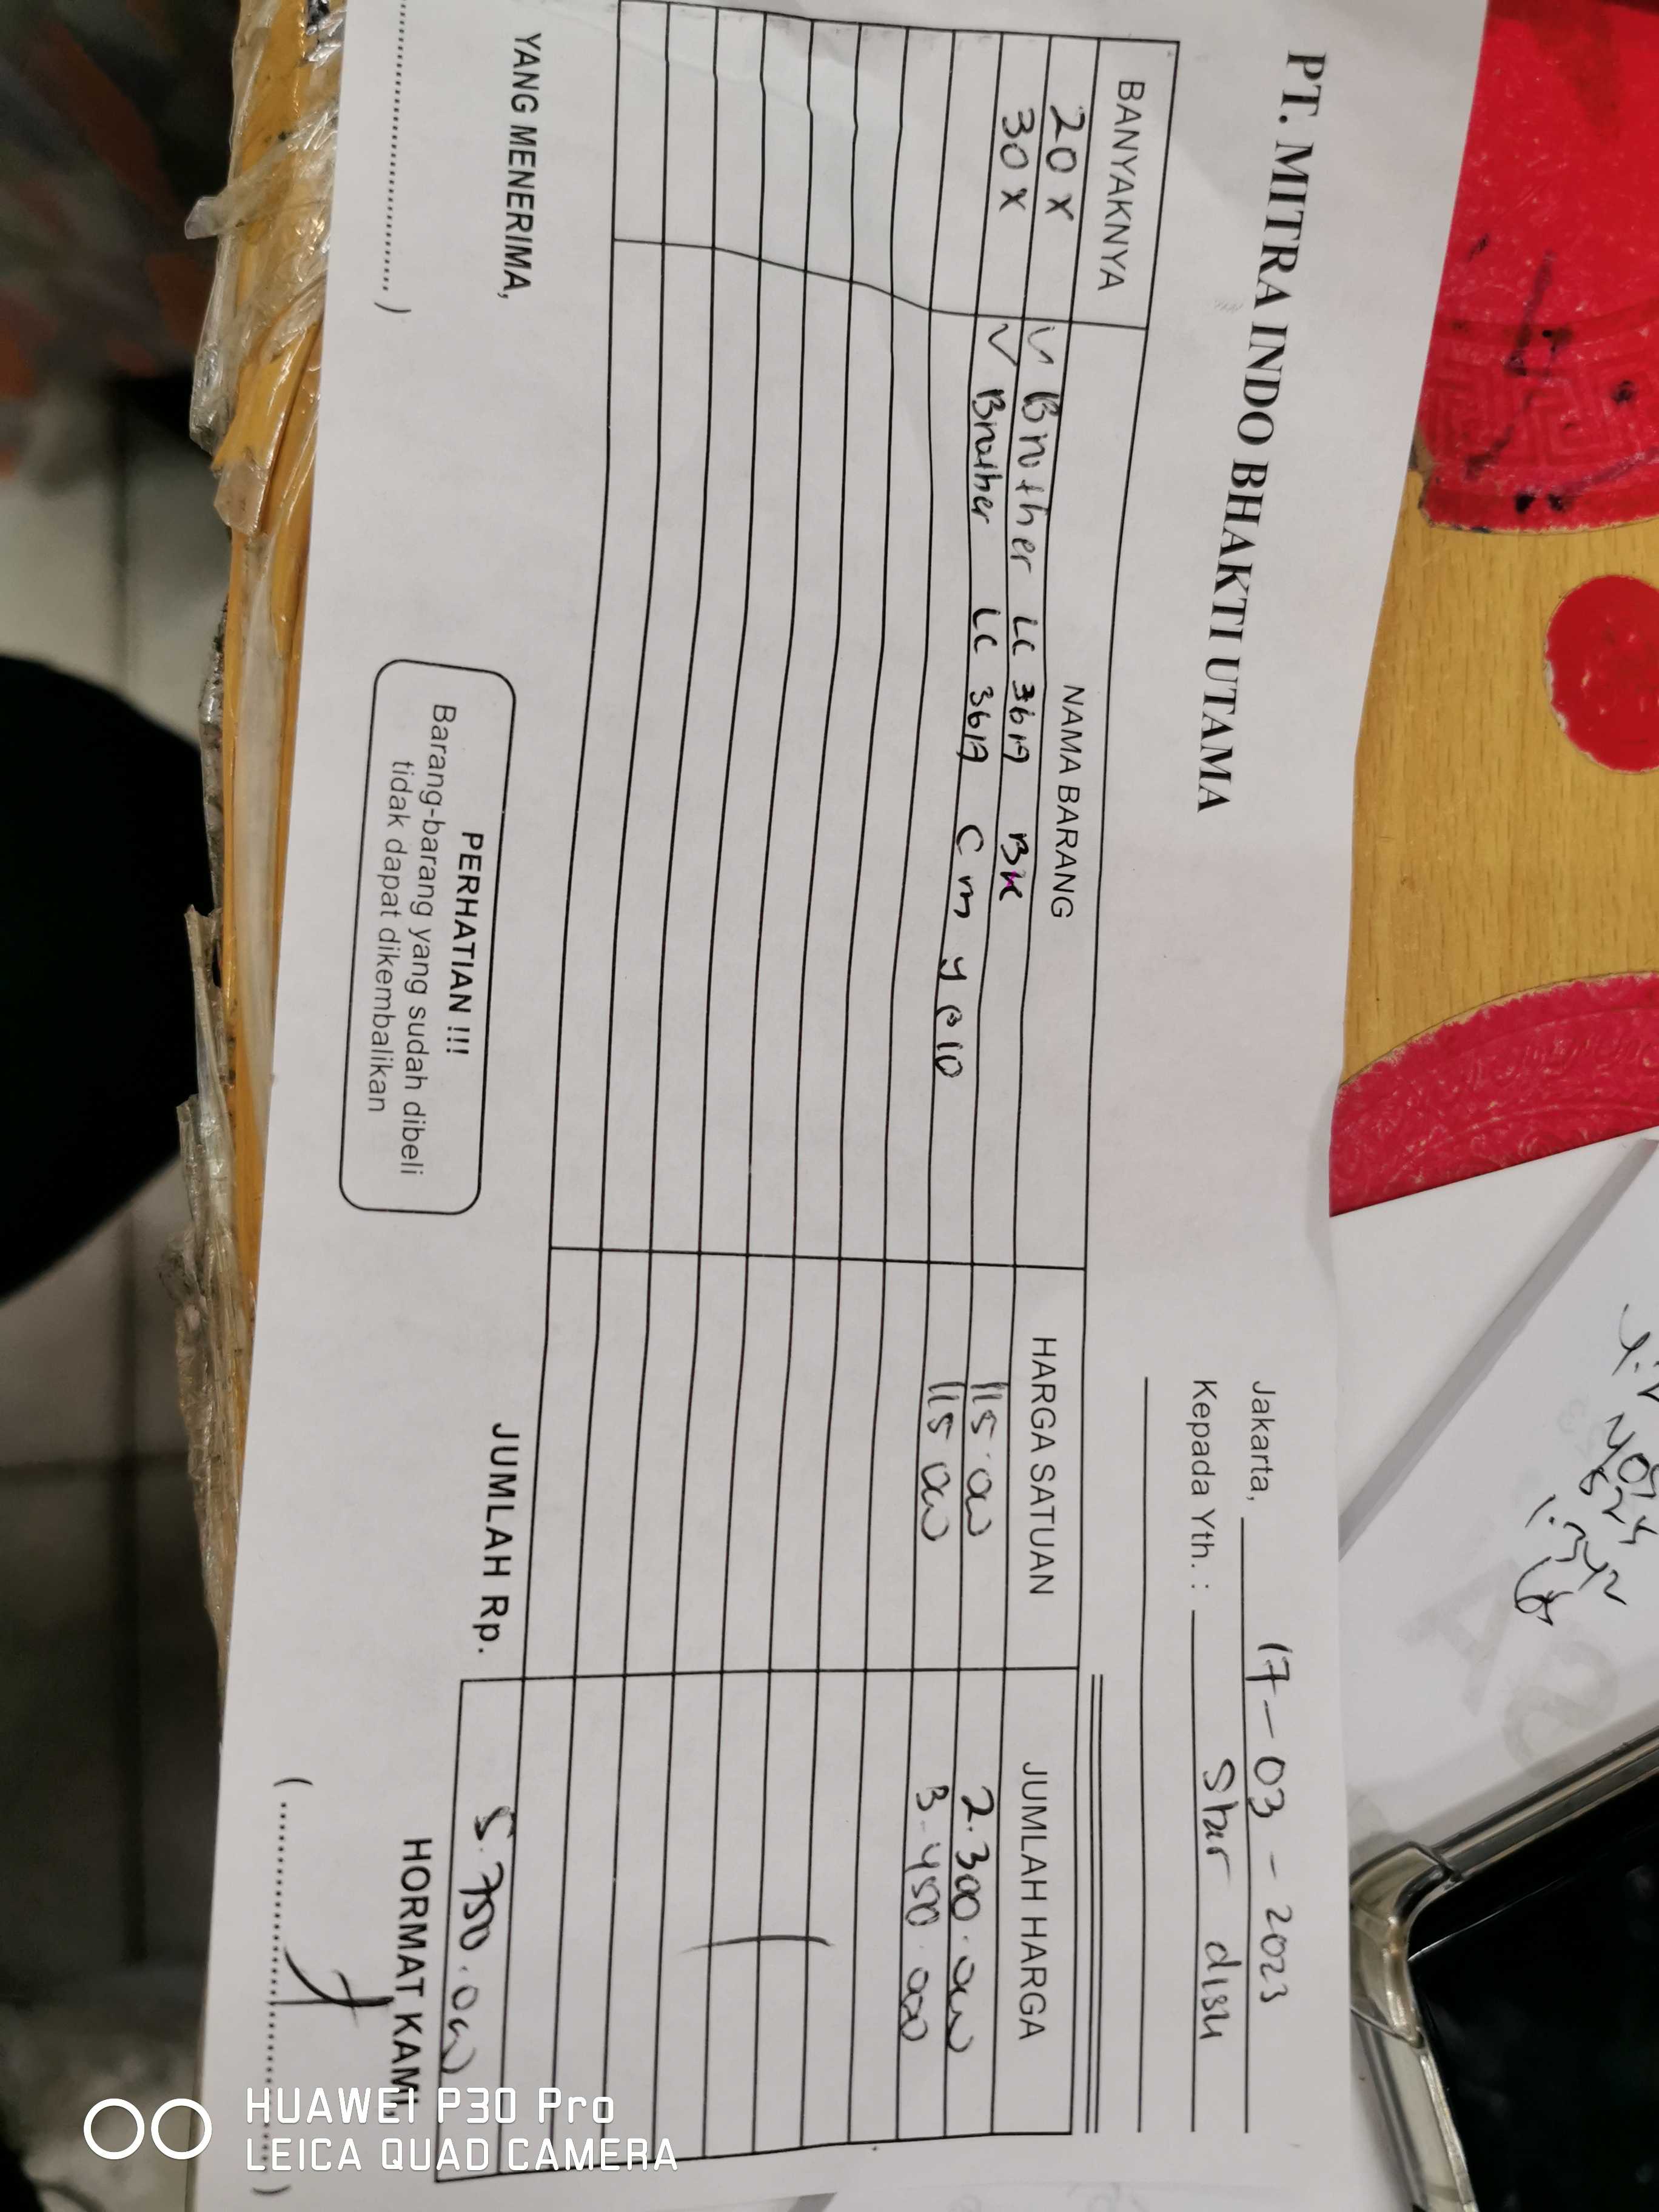 PT. MITRA INDO BHAKTI UTAMA
Jakarta, 17-03-2023
Kepada Yth. : Star disu
BANYAKNYA NAMA BARANG HARGA SATUAN JUMLAH HARGA
20 x V Brother LC 3619 BK 115.000 2.300.000
30 x V Brother LC 3619 C m y @ 10 115 000 3.450.000
JUMLAH Rp. 5.750.000
YANG MENERIMA,
PERHATIAN !!!
Barang-barang yang sudah dibeli
tidak dapat dikembalikan
HORMAT KAMI,
HUAWEI P30 Pro
LEICA QUAD CAMERA